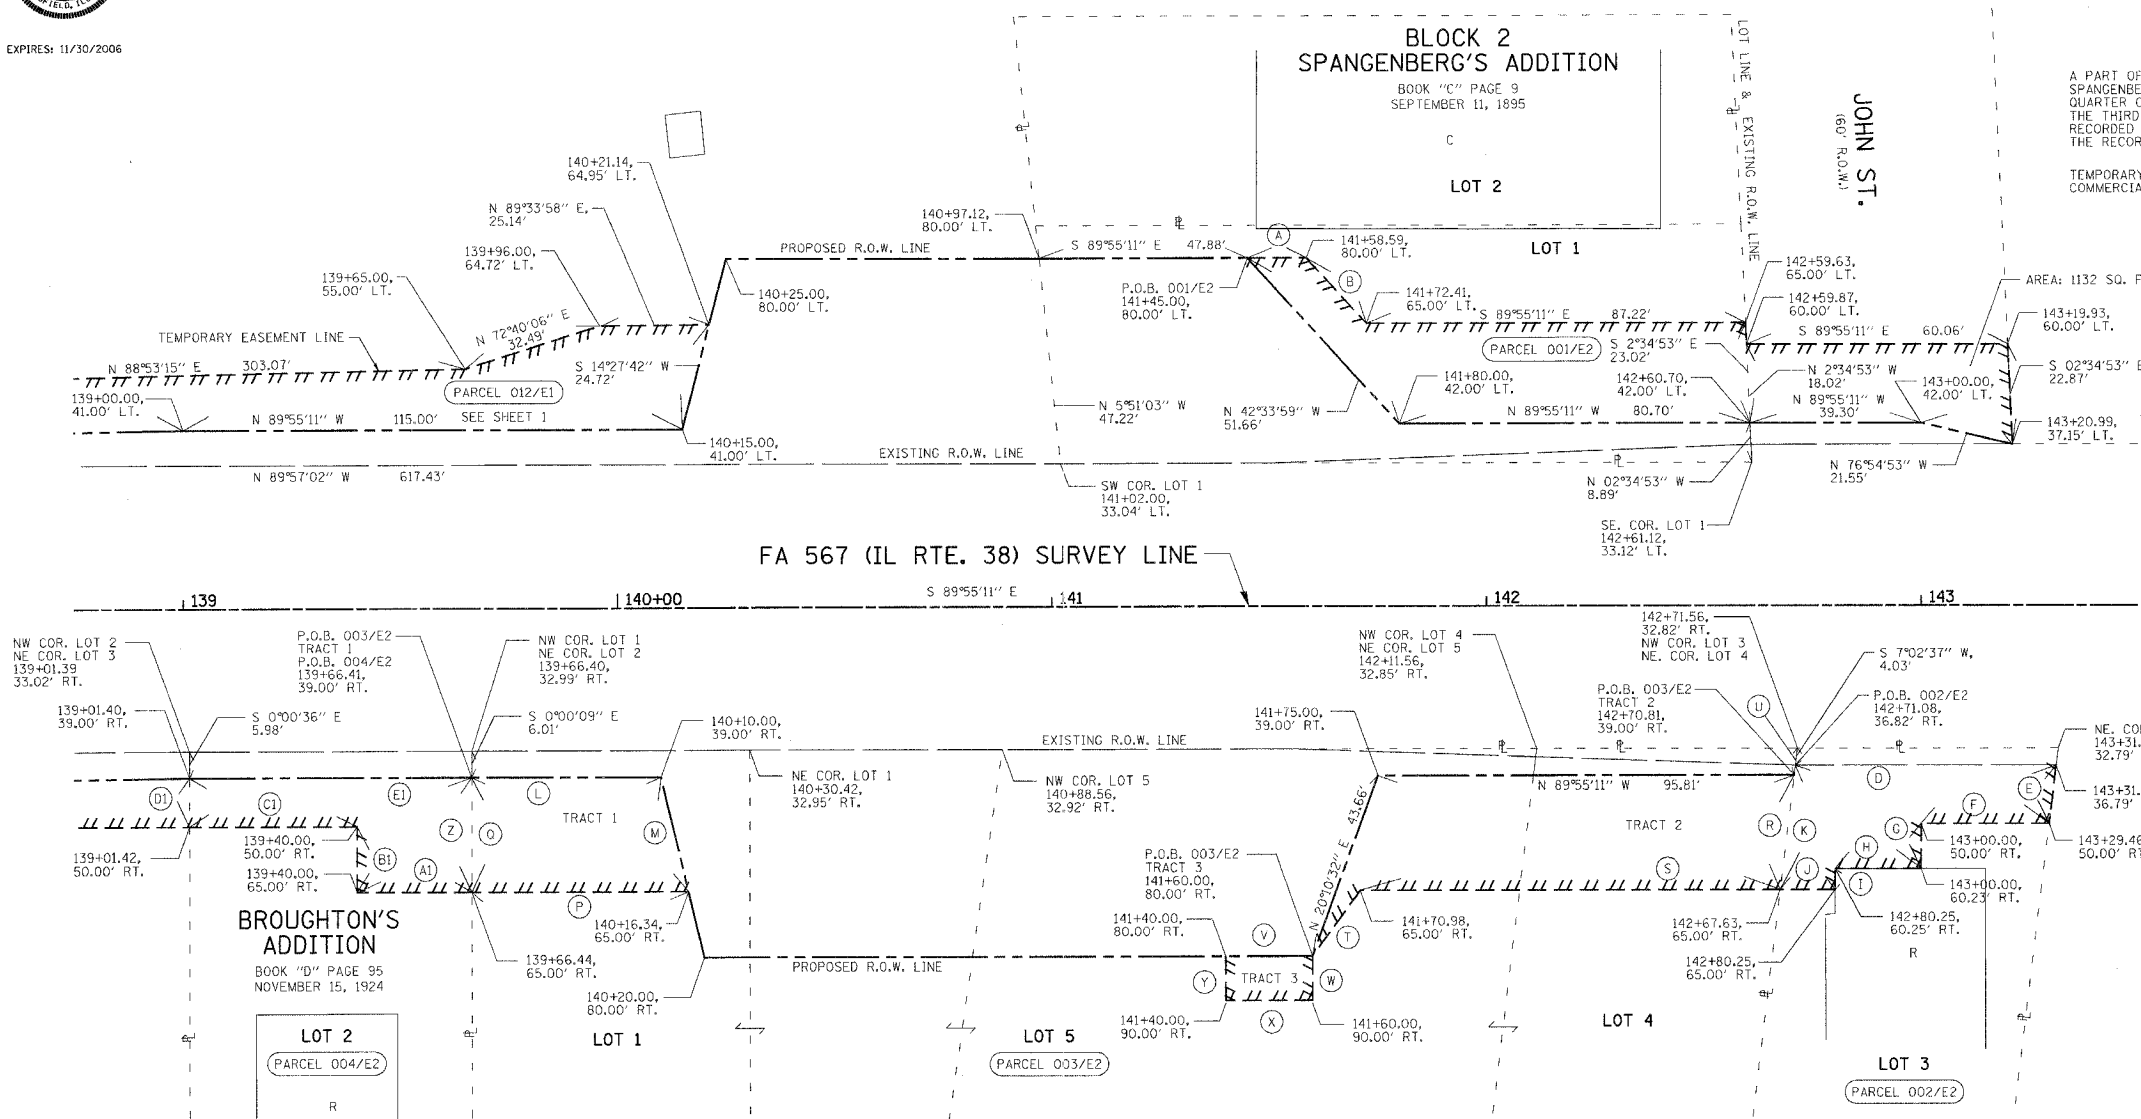 FIELD, IL
EXPIRES: 11/30/2006
BLOCK 2
SPANGENBERG'S ADDITION
BOOK "C" PAGE 9
SEPTEMBER 11, 1895
C
LOT 2
LOT LINE & EXISTING R.O.W. LINE
JOHN ST.
(60' R.O.W.)
A PART OF
SPANGENBE
QUARTER O
THE THIRD
RECORDED
THE RECOR
TEMPORARY
COMMERCIA
140+21.14,
64.95' LT.
N 89°33'58" E,
25.14'
139+96.00,
64.72' LT.
139+65.00,
55.00' LT.
TEMPORARY EASEMENT LINE
N 72°40'06" E
32.49'
N 88°53'15" E 303.07'
139+00.00,
41.00' LT.
PARCEL 012/E1
SEE SHEET 1
S 14°27'42" W
24.72'
N 89°55'11" W 115.00'
140+15.00,
41.00' LT.
N 89°57'02" W 617.43'
140+97.12,
80.00' LT.
PROPOSED R.O.W. LINE
140+25.00,
80.00' LT.
S 89°55'11" E 47.88'
A
141+58.59,
80.00' LT.
LOT 1
P.O.B. 001/E2
141+45.00,
80.00' LT.
B
141+72.41,
65.00' LT.
S 89°55'11" E 87.22'
PARCEL 001/E2
142+59.63,
65.00' LT.
142+59.87,
60.00' LT.
S 89°55'11" E 60.06'
AREA: 1132 SQ. F
143+19.93,
60.00' LT.
S 2°34'53" E
23.02'
141+80.00,
42.00' LT.
142+60.70,
42.00' LT.
N 2°34'53" W
18.02'
N 89°55'11" W
39.30'
143+00.00,
42.00' LT.
S 02°34'53" E
22.87'
N 5°51'03" W
47.22'
N 42°33'59" W
51.66'
N 89°55'11" W 80.70'
143+20.99,
37.15' LT.
EXISTING R.O.W. LINE
SW COR. LOT 1
141+02.00,
33.04' LT.
N 02°34'53" W
8.89'
N 76°54'53" W
21.55'
SE. COR. LOT 1
142+61.12,
33.12' LT.
FA 567 (IL RTE. 38) SURVEY LINE
S 89°55'11" E
139
140+00
141
142
143
NW COR. LOT 2
NE COR. LOT 3
139+01.39
33.02' RT.
P.O.B. 003/E2
TRACT 1
P.O.B. 004/E2
139+66.41,
39.00' RT.
NW COR. LOT 1
NE COR. LOT 2
139+66.40,
32.99' RT.
NW COR. LOT 4
NE COR. LOT 5
142+11.56,
32.85' RT.
142+71.56,
32.82' RT.
NW COR. LOT 3
NE. COR. LOT 4
S 7°02'37" W,
4.03'
P.O.B. 003/E2
TRACT 2
142+70.81,
39.00' RT.
U
P.O.B. 002/E2
142+71.08,
36.82' RT.
139+01.40,
39.00' RT.
S 0°00'36" E
5.98'
S 0°00'09" E
6.01'
140+10.00,
39.00' RT.
EXISTING R.O.W. LINE
141+75.00,
39.00' RT.
NE. CO
143+31.
32.79'
143+31.
36.79'
D1
C1
E1
L
NE COR. LOT 1
140+30.42,
32.95' RT.
NW COR. LOT 5
140+88.56,
32.92' RT.
N 89°55'11" W 95.81'
D
E
Z
Q
TRACT 1
M
N 20°10'32" E 43.66'
TRACT 2
R
K
G
F
H
I
J
139+01.42,
50.00' RT.
139+40.00,
50.00' RT.
139+40.00,
65.00' RT.
B1
A1
P
S
143+00.00,
50.00' RT.
143+29.46
50.00' RT.
143+00.00,
60.23' RT.
BROUGHTON'S
ADDITION
BOOK "D" PAGE 95
NOVEMBER 15, 1924
140+16.34,
65.00' RT.
139+66.44,
65.00' RT.
P.O.B. 003/E2
TRACT 3
141+60.00,
80.00' RT.
141+40.00,
80.00' RT.
V
T
141+70.98,
65.00' RT.
142+67.63,
65.00' RT.
142+80.25,
60.25' RT.
142+80.25,
65.00' RT.
R
140+20.00,
80.00' RT.
PROPOSED R.O.W. LINE
Y
TRACT 3
W
X
141+40.00,
90.00' RT.
141+60.00,
90.00' RT.
LOT 2
PARCEL 004/E2
R
LOT 1
LOT 5
PARCEL 003/E2
LOT 4
LOT 3
PARCEL 002/E2